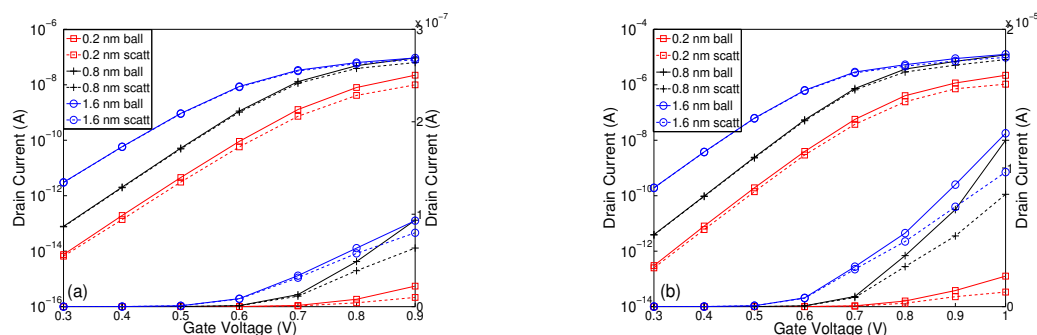 10^-6
x 10^-7
3
0.2 nm ball
0.2 nm scatt
0.8 nm ball
0.8 nm scatt
1.6 nm ball
1.6 nm scatt
10^-8
10^-10
10^-12
10^-14
10^-16
2
1
0
Drain Current (A)
Drain Current (A)
(a)
0.3 0.4 0.5 0.6 0.7 0.8 0.9
Gate Voltage (V)
10^-2
x 10^-5
2
0.2 nm ball
0.2 nm scatt
0.8 nm ball
0.8 nm scatt
1.6 nm ball
1.6 nm scatt
10^-4
10^-6
10^-8
10^-10
10^-12
10^-14
1
0
Drain Current (A)
Drain Current (A)
(b)
0.3 0.4 0.5 0.6 0.7 0.8 0.9 1
Gate Voltage (V)